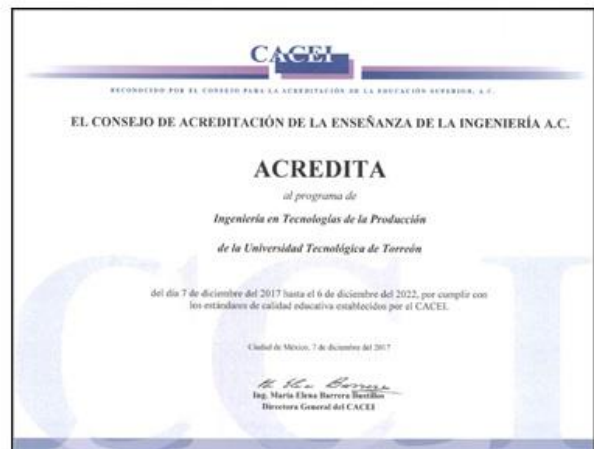 CACEI
RECONOCIDO POR EL CONSEJO PARA LA ACREDITACIÓN DE LA EDUCACIÓN SUPERIOR, A.C.
EL CONSEJO DE ACREDITACIÓN DE LA ENSEÑANZA DE LA INGENIERÍA A.C.
ACREDITA
al programa de
Ingeniería en Tecnologías de la Producción
de la Universidad Tecnológica de Torreón
del día 7 de diciembre del 2017 hasta el 6 de diciembre del 2022, por cumplir con
los estándares de calidad educativa establecidos por el CACEI.
Ciudad de México, 7 de diciembre del 2017
Ing. María Elena Barrera Bustillos
Directora General del CACEI